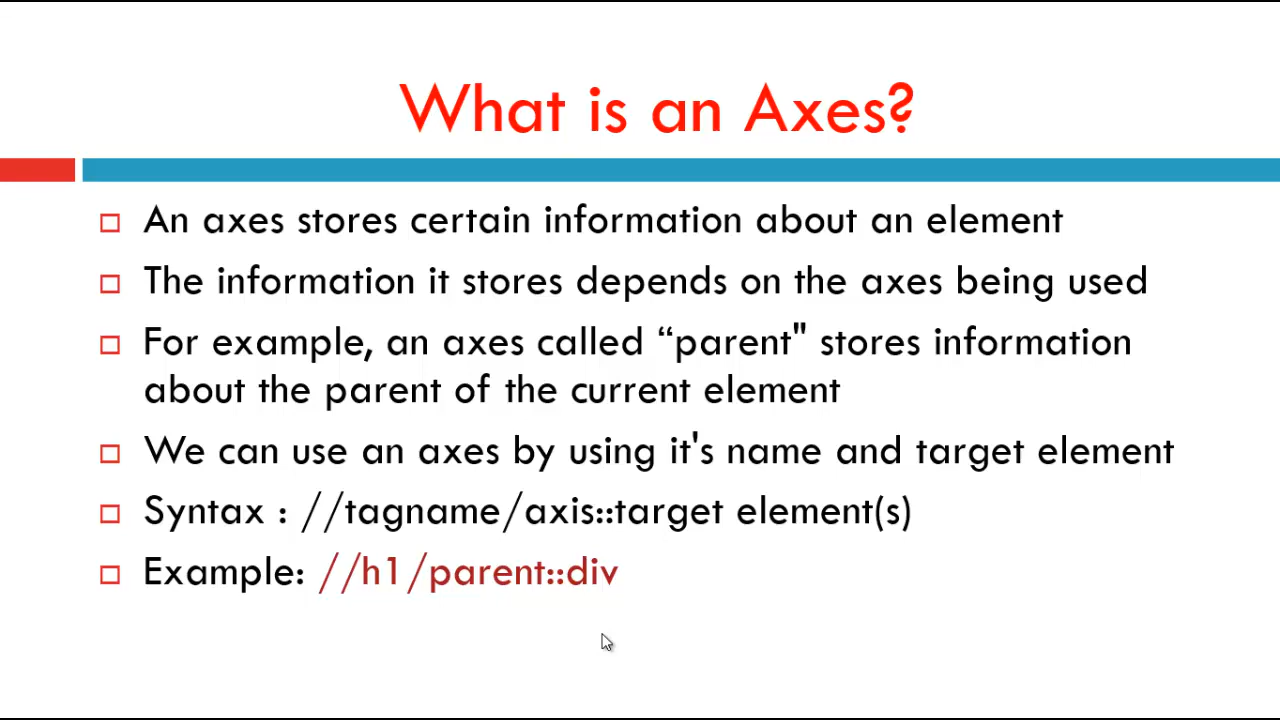 What is an Axes?
An axes stores certain information about an element
The information it stores depends on the axes being used
For example, an axes called “parent" stores information
about the parent of the current element
We can use an axes by using it's name and target element
Syntax : //tagname/axis::target element(s)
Example: //h1/parent::div